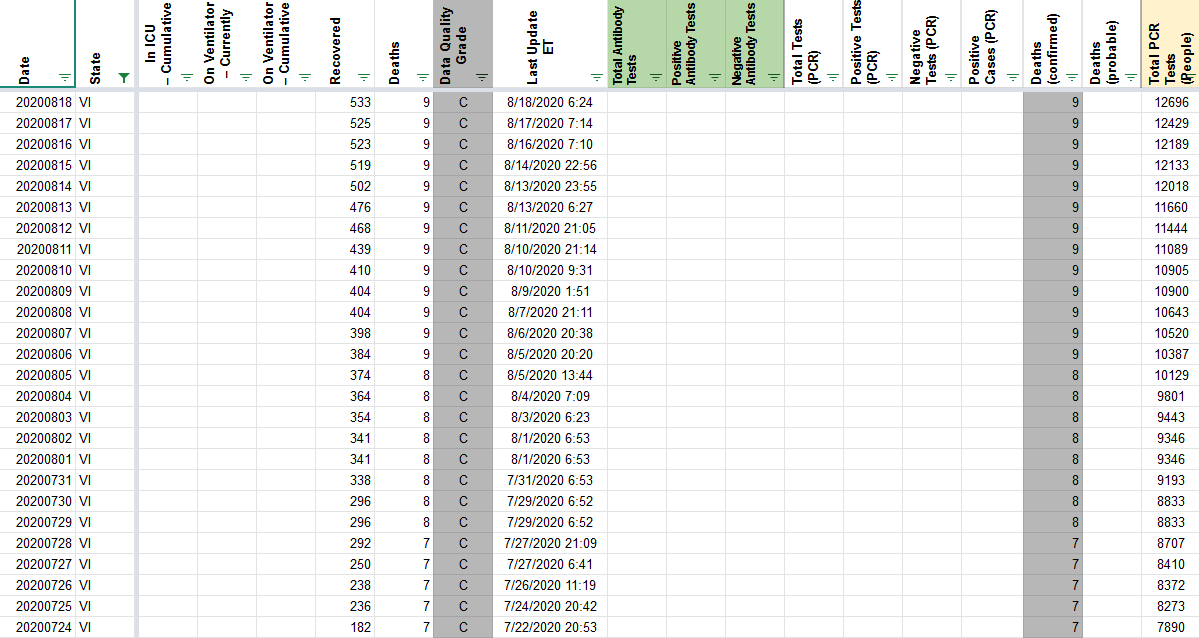 Date State In ICU – Cumulative On Ventilator – Currently On Ventilator – Cumulative Recovered Deaths Data Quality Grade Last Update ET Total Antibody Tests Positive Antibody Tests Negative Antibody Tests Total Tests (PCR) Positive Tests (PCR) Negative Tests (PCR) Positive Cases (PCR) Deaths (confirmed) Deaths (probable) Total PCR Tests (People)
20200818 VI 533 9 C 8/18/2020 6:24 9 12696
20200817 VI 525 9 C 8/17/2020 7:14 9 12429
20200816 VI 523 9 C 8/16/2020 7:10 9 12189
20200815 VI 519 9 C 8/14/2020 22:56 9 12133
20200814 VI 502 9 C 8/13/2020 23:55 9 12018
20200813 VI 476 9 C 8/13/2020 6:27 9 11660
20200812 VI 468 9 C 8/11/2020 21:05 9 11444
20200811 VI 439 9 C 8/10/2020 21:14 9 11089
20200810 VI 410 9 C 8/10/2020 9:31 9 10905
20200809 VI 404 9 C 8/9/2020 1:51 9 10900
20200808 VI 404 9 C 8/7/2020 21:11 9 10643
20200807 VI 398 9 C 8/6/2020 20:38 9 10520
20200806 VI 384 9 C 8/5/2020 20:20 9 10387
20200805 VI 374 8 C 8/5/2020 13:44 8 10129
20200804 VI 364 8 C 8/4/2020 7:09 8 9801
20200803 VI 354 8 C 8/3/2020 6:23 8 9443
20200802 VI 341 8 C 8/1/2020 6:53 8 9346
20200801 VI 341 8 C 8/1/2020 6:53 8 9346
20200731 VI 338 8 C 7/31/2020 6:53 8 9193
20200730 VI 296 8 C 7/29/2020 6:52 8 8833
20200729 VI 296 8 C 7/29/2020 6:52 8 8833
20200728 VI 292 7 C 7/27/2020 21:09 7 8707
20200727 VI 250 7 C 7/27/2020 6:41 7 8410
20200726 VI 238 7 C 7/26/2020 11:19 7 8372
20200725 VI 236 7 C 7/24/2020 20:42 7 8273
20200724 VI 182 7 C 7/22/2020 20:53 7 7890